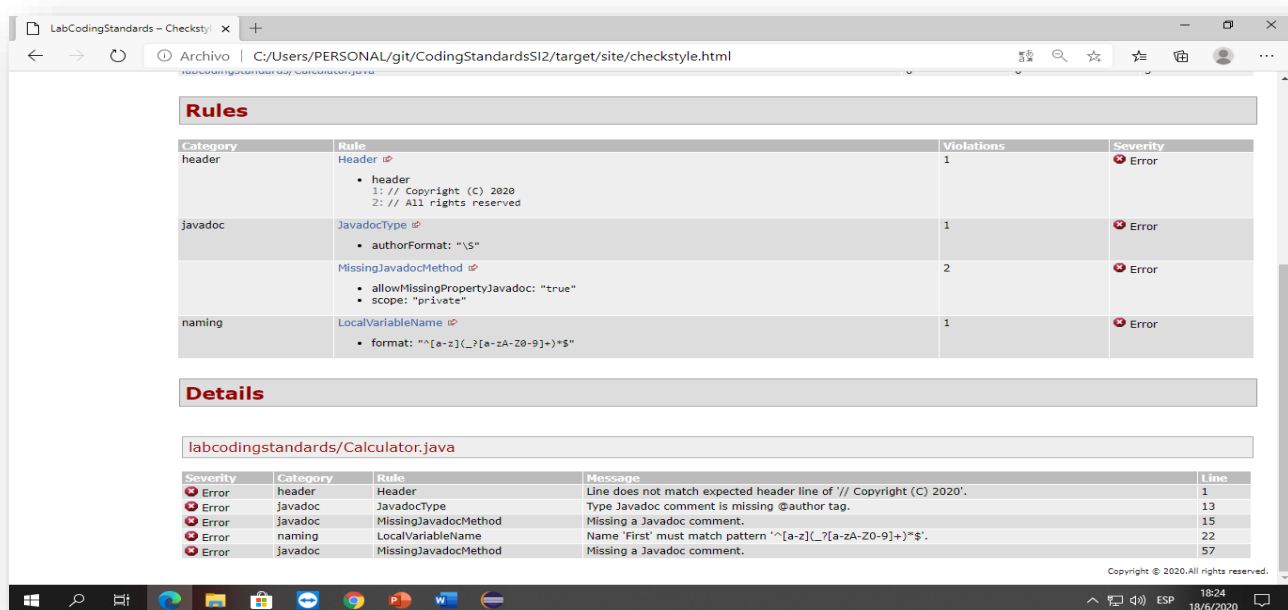 LabCodingStandards – Checksty
Archivo C:/Users/PERSONAL/git/CodingStandardsSI2/target/site/checkstyle.html
labcodingstandards/Calculator.java
Rules
Category Rule Violations Severity
header Header 1 Error
• header
1: // Copyright (C) 2020
2: // All rights reserved
javadoc JavadocType 1 Error
• authorFormat: "\S"
MissingJavadocMethod 2 Error
• allowMissingPropertyJavadoc: "true"
• scope: "private"
naming LocalVariableName 1 Error
• format: "^[a-z](_?[a-zA-Z0-9]+)*$"
Details
labcodingstandards/Calculator.java
Severity Category Rule Message Line
Error header Header Line does not match expected header line of '// Copyright (C) 2020'. 1
Error javadoc JavadocType Type Javadoc comment is missing @author tag. 13
Error javadoc MissingJavadocMethod Missing a Javadoc comment. 15
Error naming LocalVariableName Name 'First' must match pattern '^[a-z](_?[a-zA-Z0-9]+)*$'. 22
Error javadoc MissingJavadocMethod Missing a Javadoc comment. 57
Copyright © 2020.All rights reserved.
ESP 18:24
18/6/2020